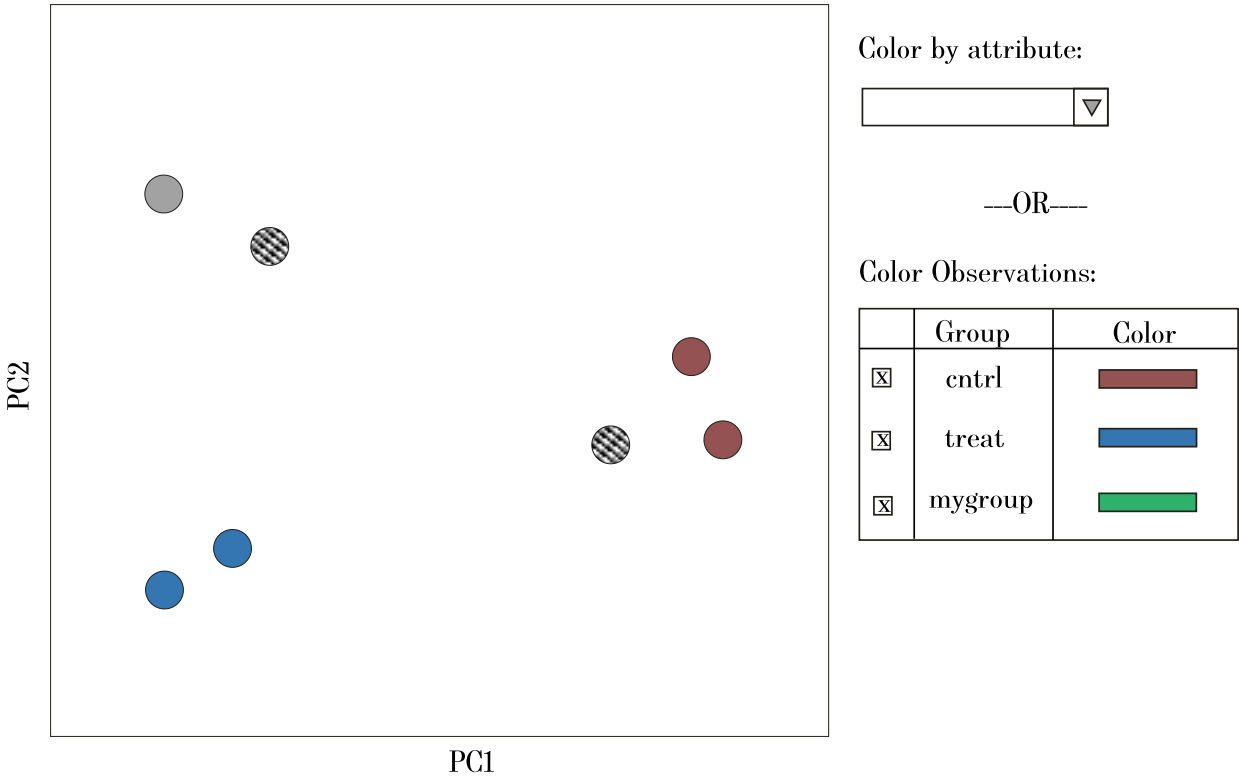 PC2
PC1
Color by attribute:
---OR----
Color Observations:
Group Color
X cntrl
X treat
X mygroup